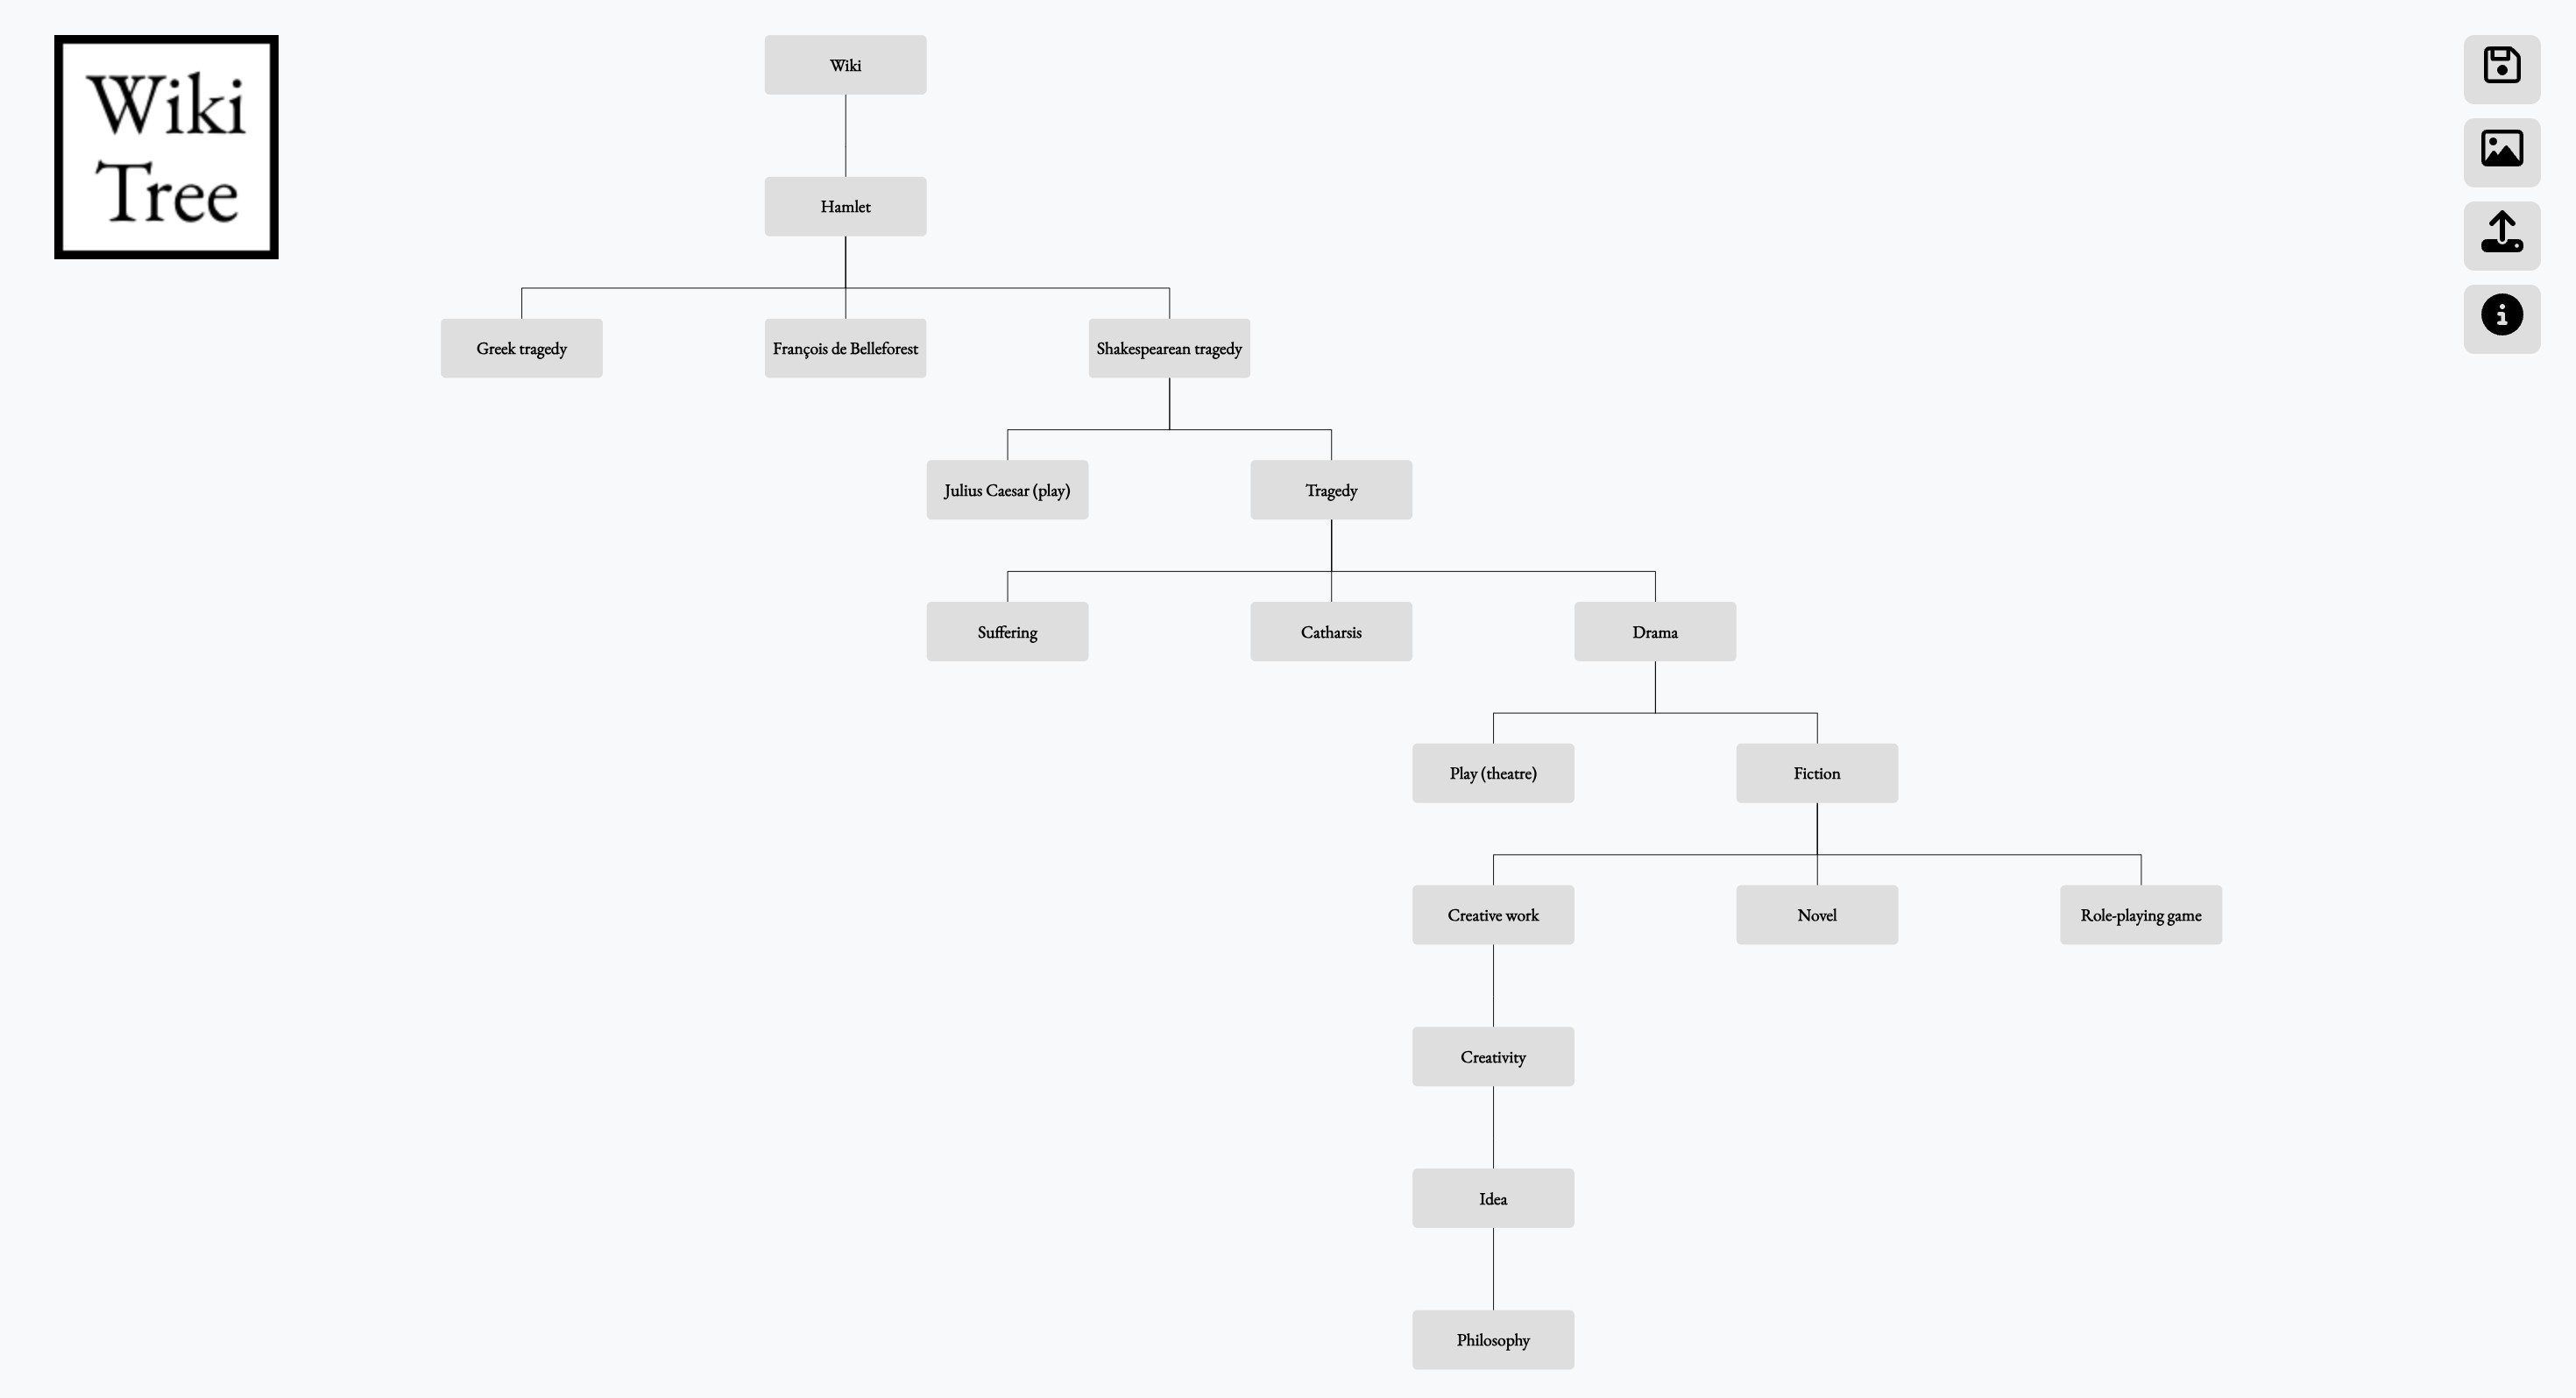 Wiki
Tree
Wiki
Hamlet
Greek tragedy
François de Belleforest
Shakespearean tragedy
Julius Caesar (play)
Tragedy
Suffering
Catharsis
Drama
Play (theatre)
Fiction
Creative work
Novel
Role-playing game
Creativity
Idea
Philosophy